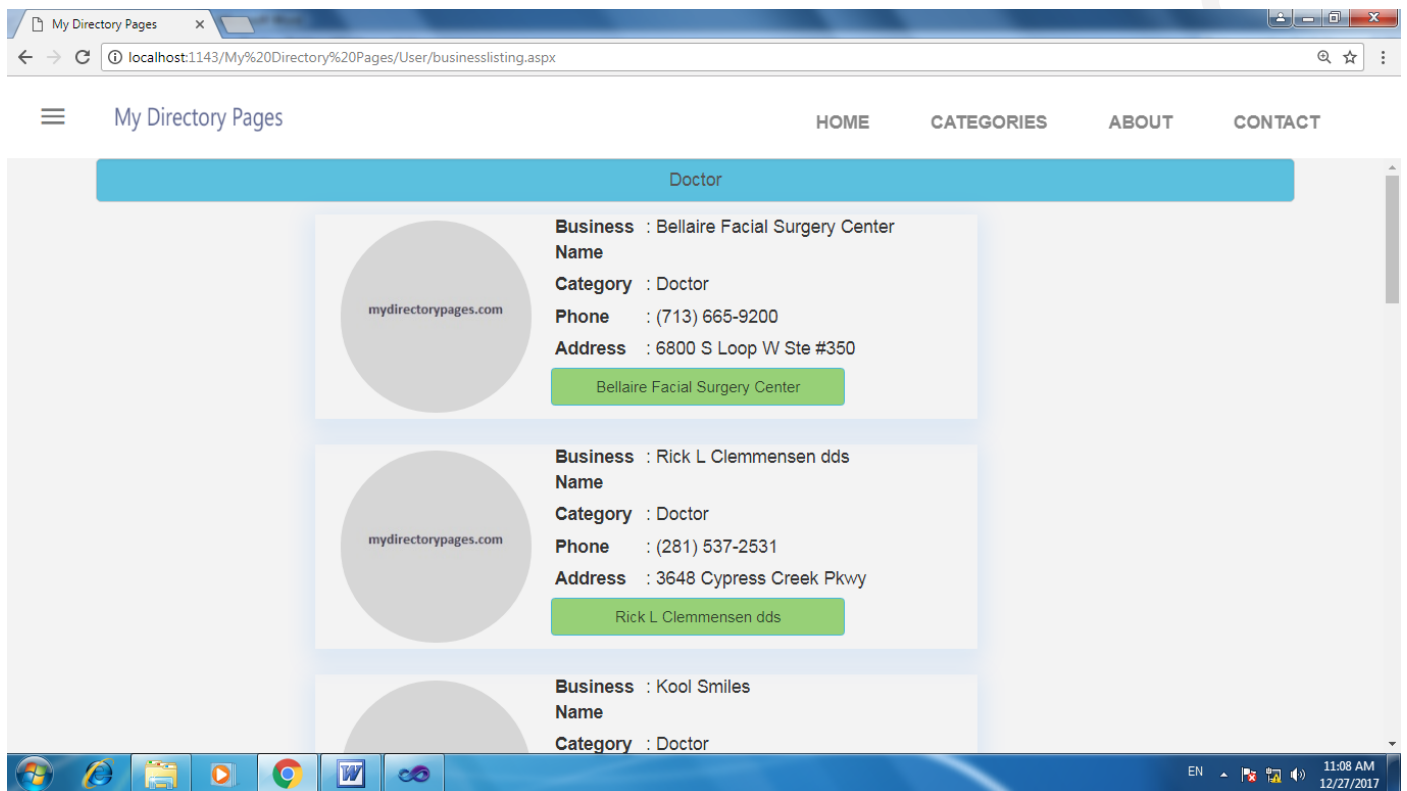 My Directory Pages
localhost:1143/My%20Directory%20Pages/User/businesslisting.aspx
My Directory Pages HOME CATEGORIES ABOUT CONTACT
Doctor
mydirectorypages.com
Business Name : Bellaire Facial Surgery Center
Category : Doctor
Phone : (713) 665-9200
Address : 6800 S Loop W Ste #350
Bellaire Facial Surgery Center
mydirectorypages.com
Business Name : Rick L Clemmensen dds
Category : Doctor
Phone : (281) 537-2531
Address : 3648 Cypress Creek Pkwy
Rick L Clemmensen dds
Business Name : Kool Smiles
Category : Doctor
EN
11:08 AM
12/27/2017